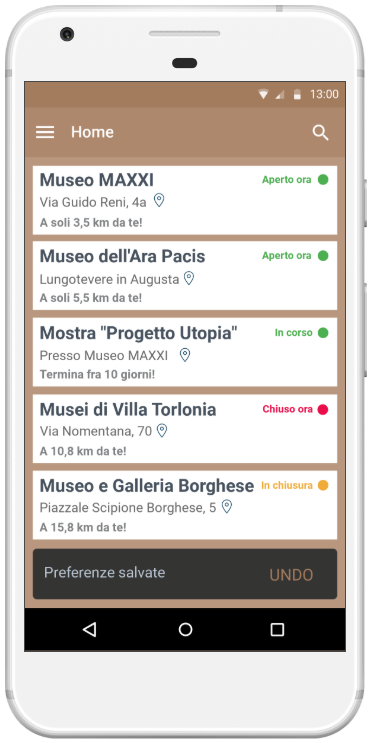 13:00
Home
Museo MAXXI
Aperto ora
Via Guido Reni, 4a
A soli 3,5 km da te!
Museo dell'Ara Pacis
Aperto ora
Lungotevere in Augusta
A soli 5,5 km da te!
Mostra "Progetto Utopia"
In corso
Presso Museo MAXXI
Termina fra 10 giorni!
Musei di Villa Torlonia
Chiuso ora
Via Nomentana, 70
A 10,8 km da te!
Museo e Galleria Borghese
In chiusura
Piazzale Scipione Borghese, 5
A 15,8 km da te!
Preferenze salvate
UNDO